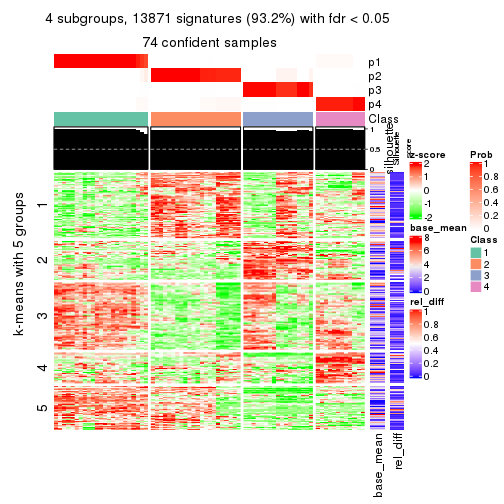 4 subgroups, 13871 signatures (93.2%) with fdr < 0.05
74 confident samples
p1
p2
p3
p4
Class
1
0.5
0
silhouette
Silhouette
score
k-means with 5 groups
1
2
3
4
5
base_mean
rel_diff
z-score
2
1
0
-1
-2
base_mean
8
6
4
2
0
rel_diff
1
0.8
0.6
0.4
0.2
0
Prob
1
0.8
0.6
0.4
0.2
0
Class
1
2
3
4